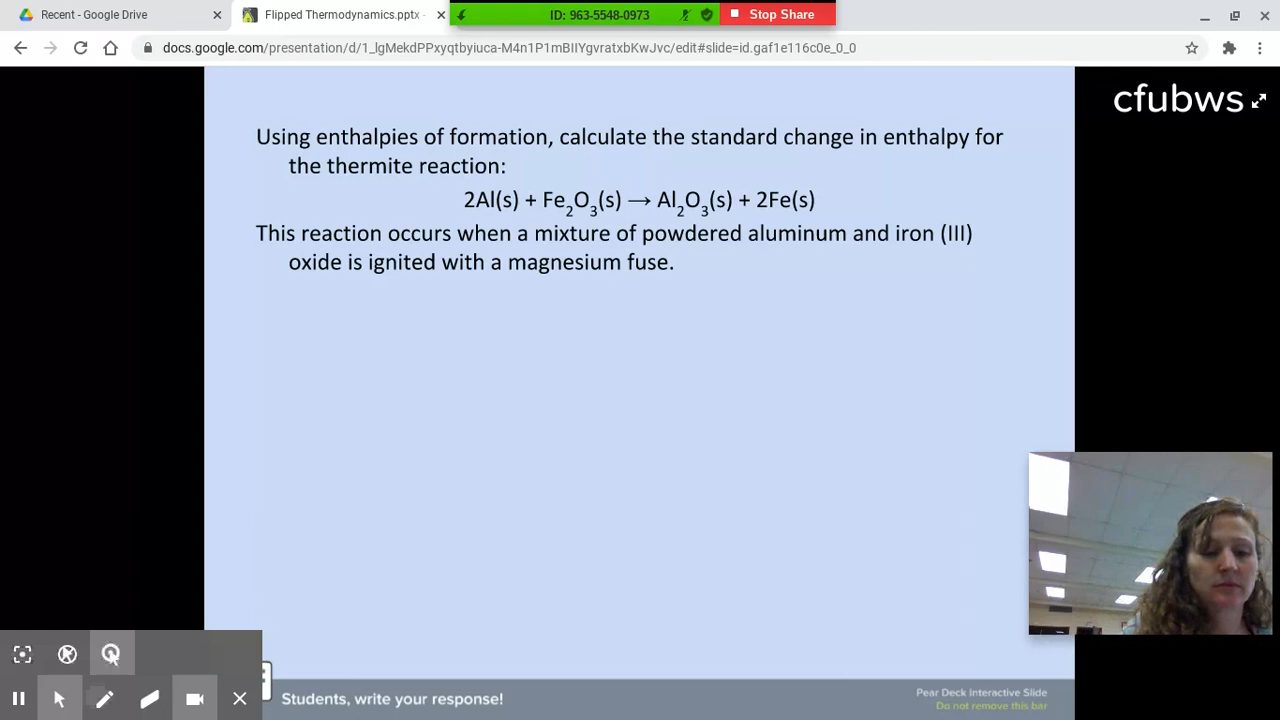 Recent - Google Drive
Flipped Thermodynamics.pptx -
ID: 963-5548-0973
Stop Share
docs.google.com/presentation/d/1_lgMekdPPxyqtbyiuca-M4n1P1mBIIYgvratxbKwJvc/edit#slide=id.gaf1e116c0e_0_0
cfubws
Using enthalpies of formation, calculate the standard change in enthalpy for
the thermite reaction:
2Al(s) + Fe₂O₃(s) → Al₂O₃(s) + 2Fe(s)
This reaction occurs when a mixture of powdered aluminum and iron (III)
oxide is ignited with a magnesium fuse.
Students, write your response!
Pear Deck Interactive Slide
Do not remove this bar